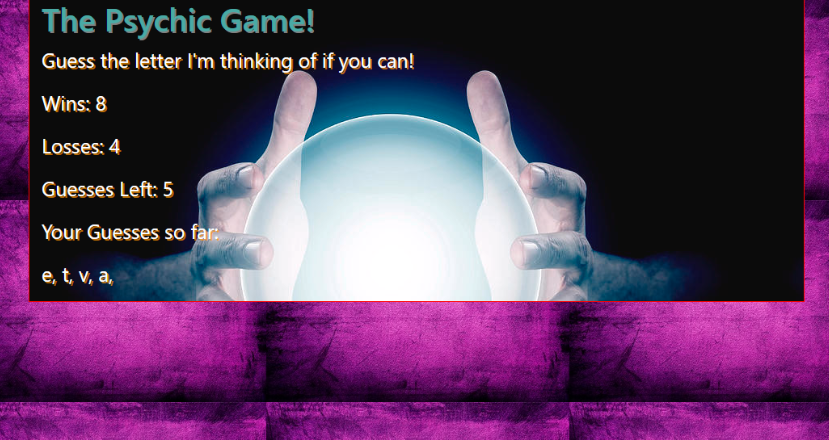 The Psychic Game!
Guess the letter I'm thinking of if you can!
Wins: 8
Losses: 4
Guesses Left: 5
Your Guesses so far:
e, t, v, a,